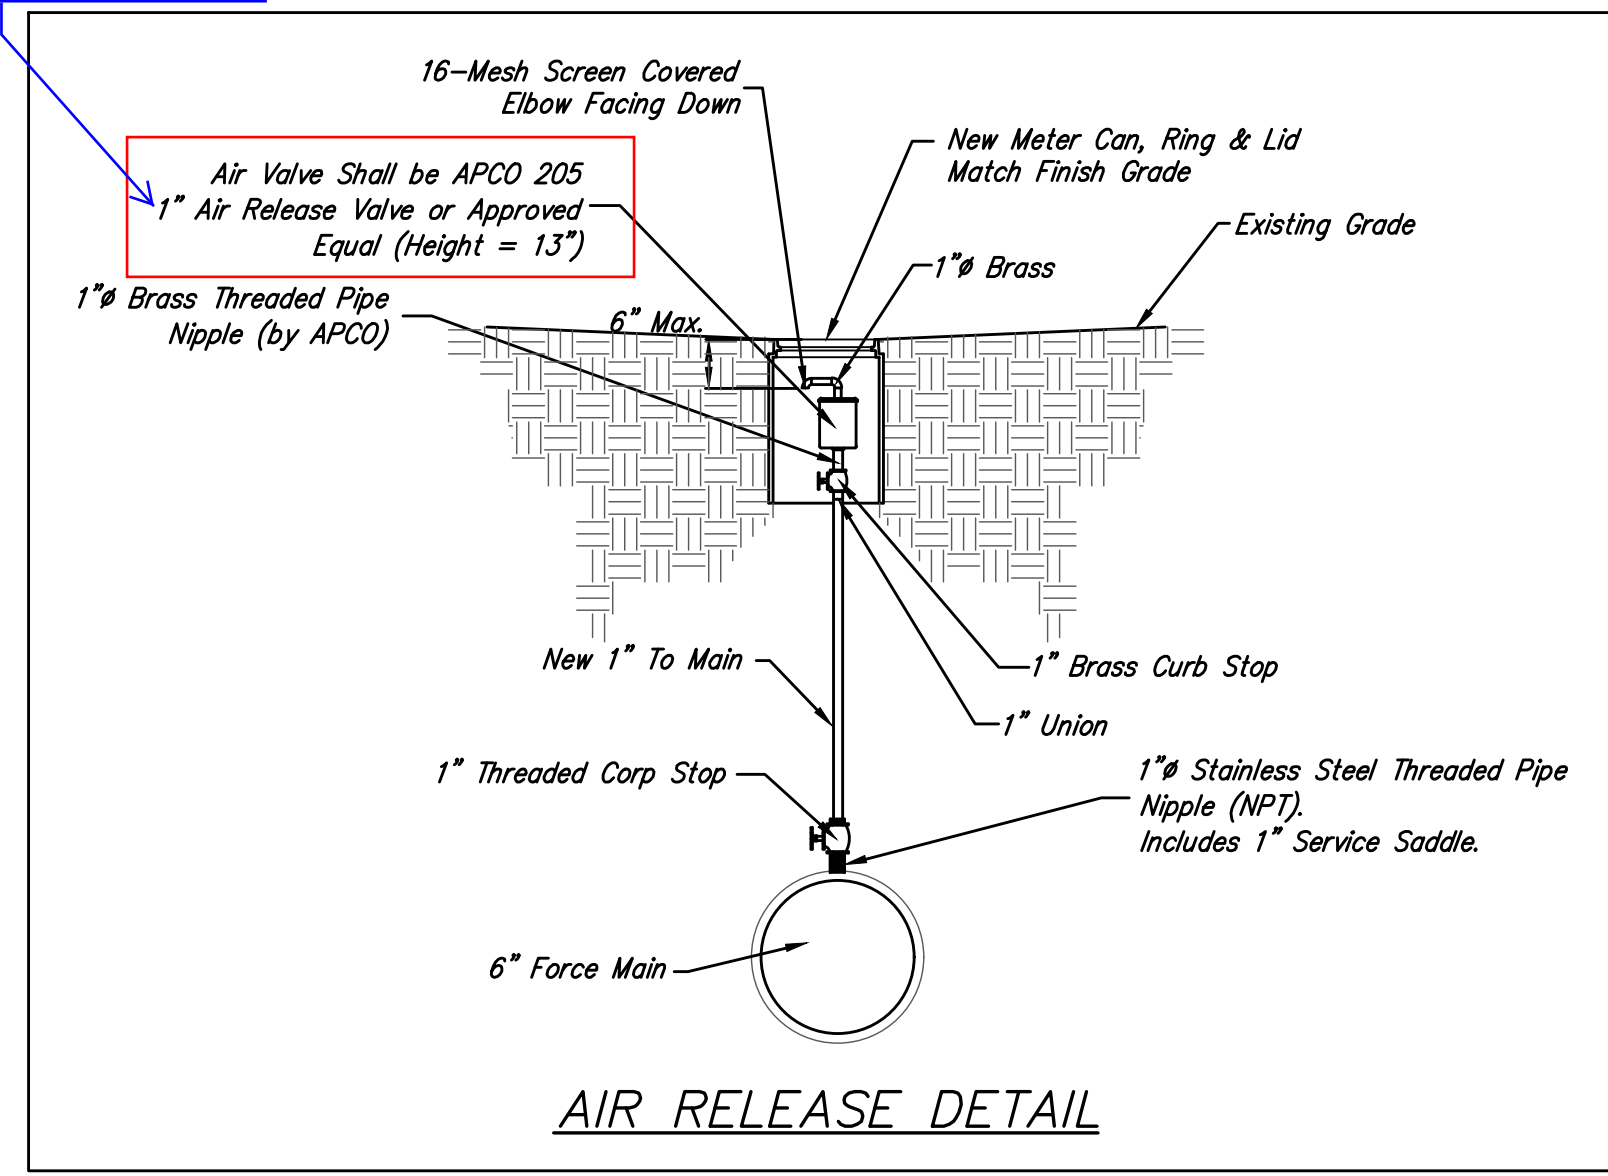 16-Mesh Screen Covered
Elbow Facing Down
New Meter Can, Ring & Lid
Match Finish Grade
Air Valve Shall be APCO 205
1" Air Release Valve or Approved
Equal (Height = 13")
Existing Grade
1"ø Brass
1"ø Brass Threaded Pipe
Nipple (by APCO)
6" Max.
New 1" To Main
1" Brass Curb Stop
1" Union
1" Threaded Corp Stop
1"ø Stainless Steel Threaded Pipe
Nipple (NPT).
Includes 1" Service Saddle.
6" Force Main
AIR RELEASE DETAIL